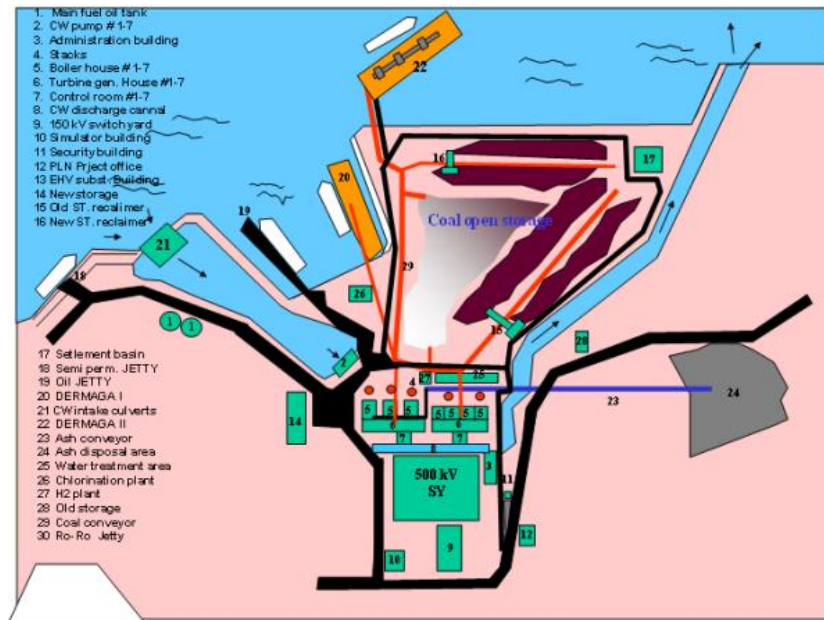 1. Main fuel oil tank
2. CW pump # 1-7
3. Administration building
4. Stacks
5. Boiler house # 1-7
6. Turbine gen. House #1-7
7. Control room #1-7
8. CW discharge cannal
9. 150 kV switch yard
10 Simulator building
11 Security building
12 PLN Prject office
13 EHV subst. Building
14 New storage
15 Old ST. recalimer
16 New ST. reclaimer
22
16
17
20
19
Coal open storage
21
29
18
26
15
1 1
2
28
17 Setlement basin
18 Semi perm. JETTY
19 Oil JETTY
20 DERMAGA I
21 CW intake culverts
22 DERMAGA II
23 Ash conveyor
24 Ash disposal area
25 Water treatment area
26 Chlorination plant
27 H2 plant
28 Old storage
29 Coal conveyor
30 Ro-Ro Jetty
27
25
4
24
23
14
5 5 5 5 5 5 5
6 6
7 7
8
500 kV
SY
3
11
9
12
10